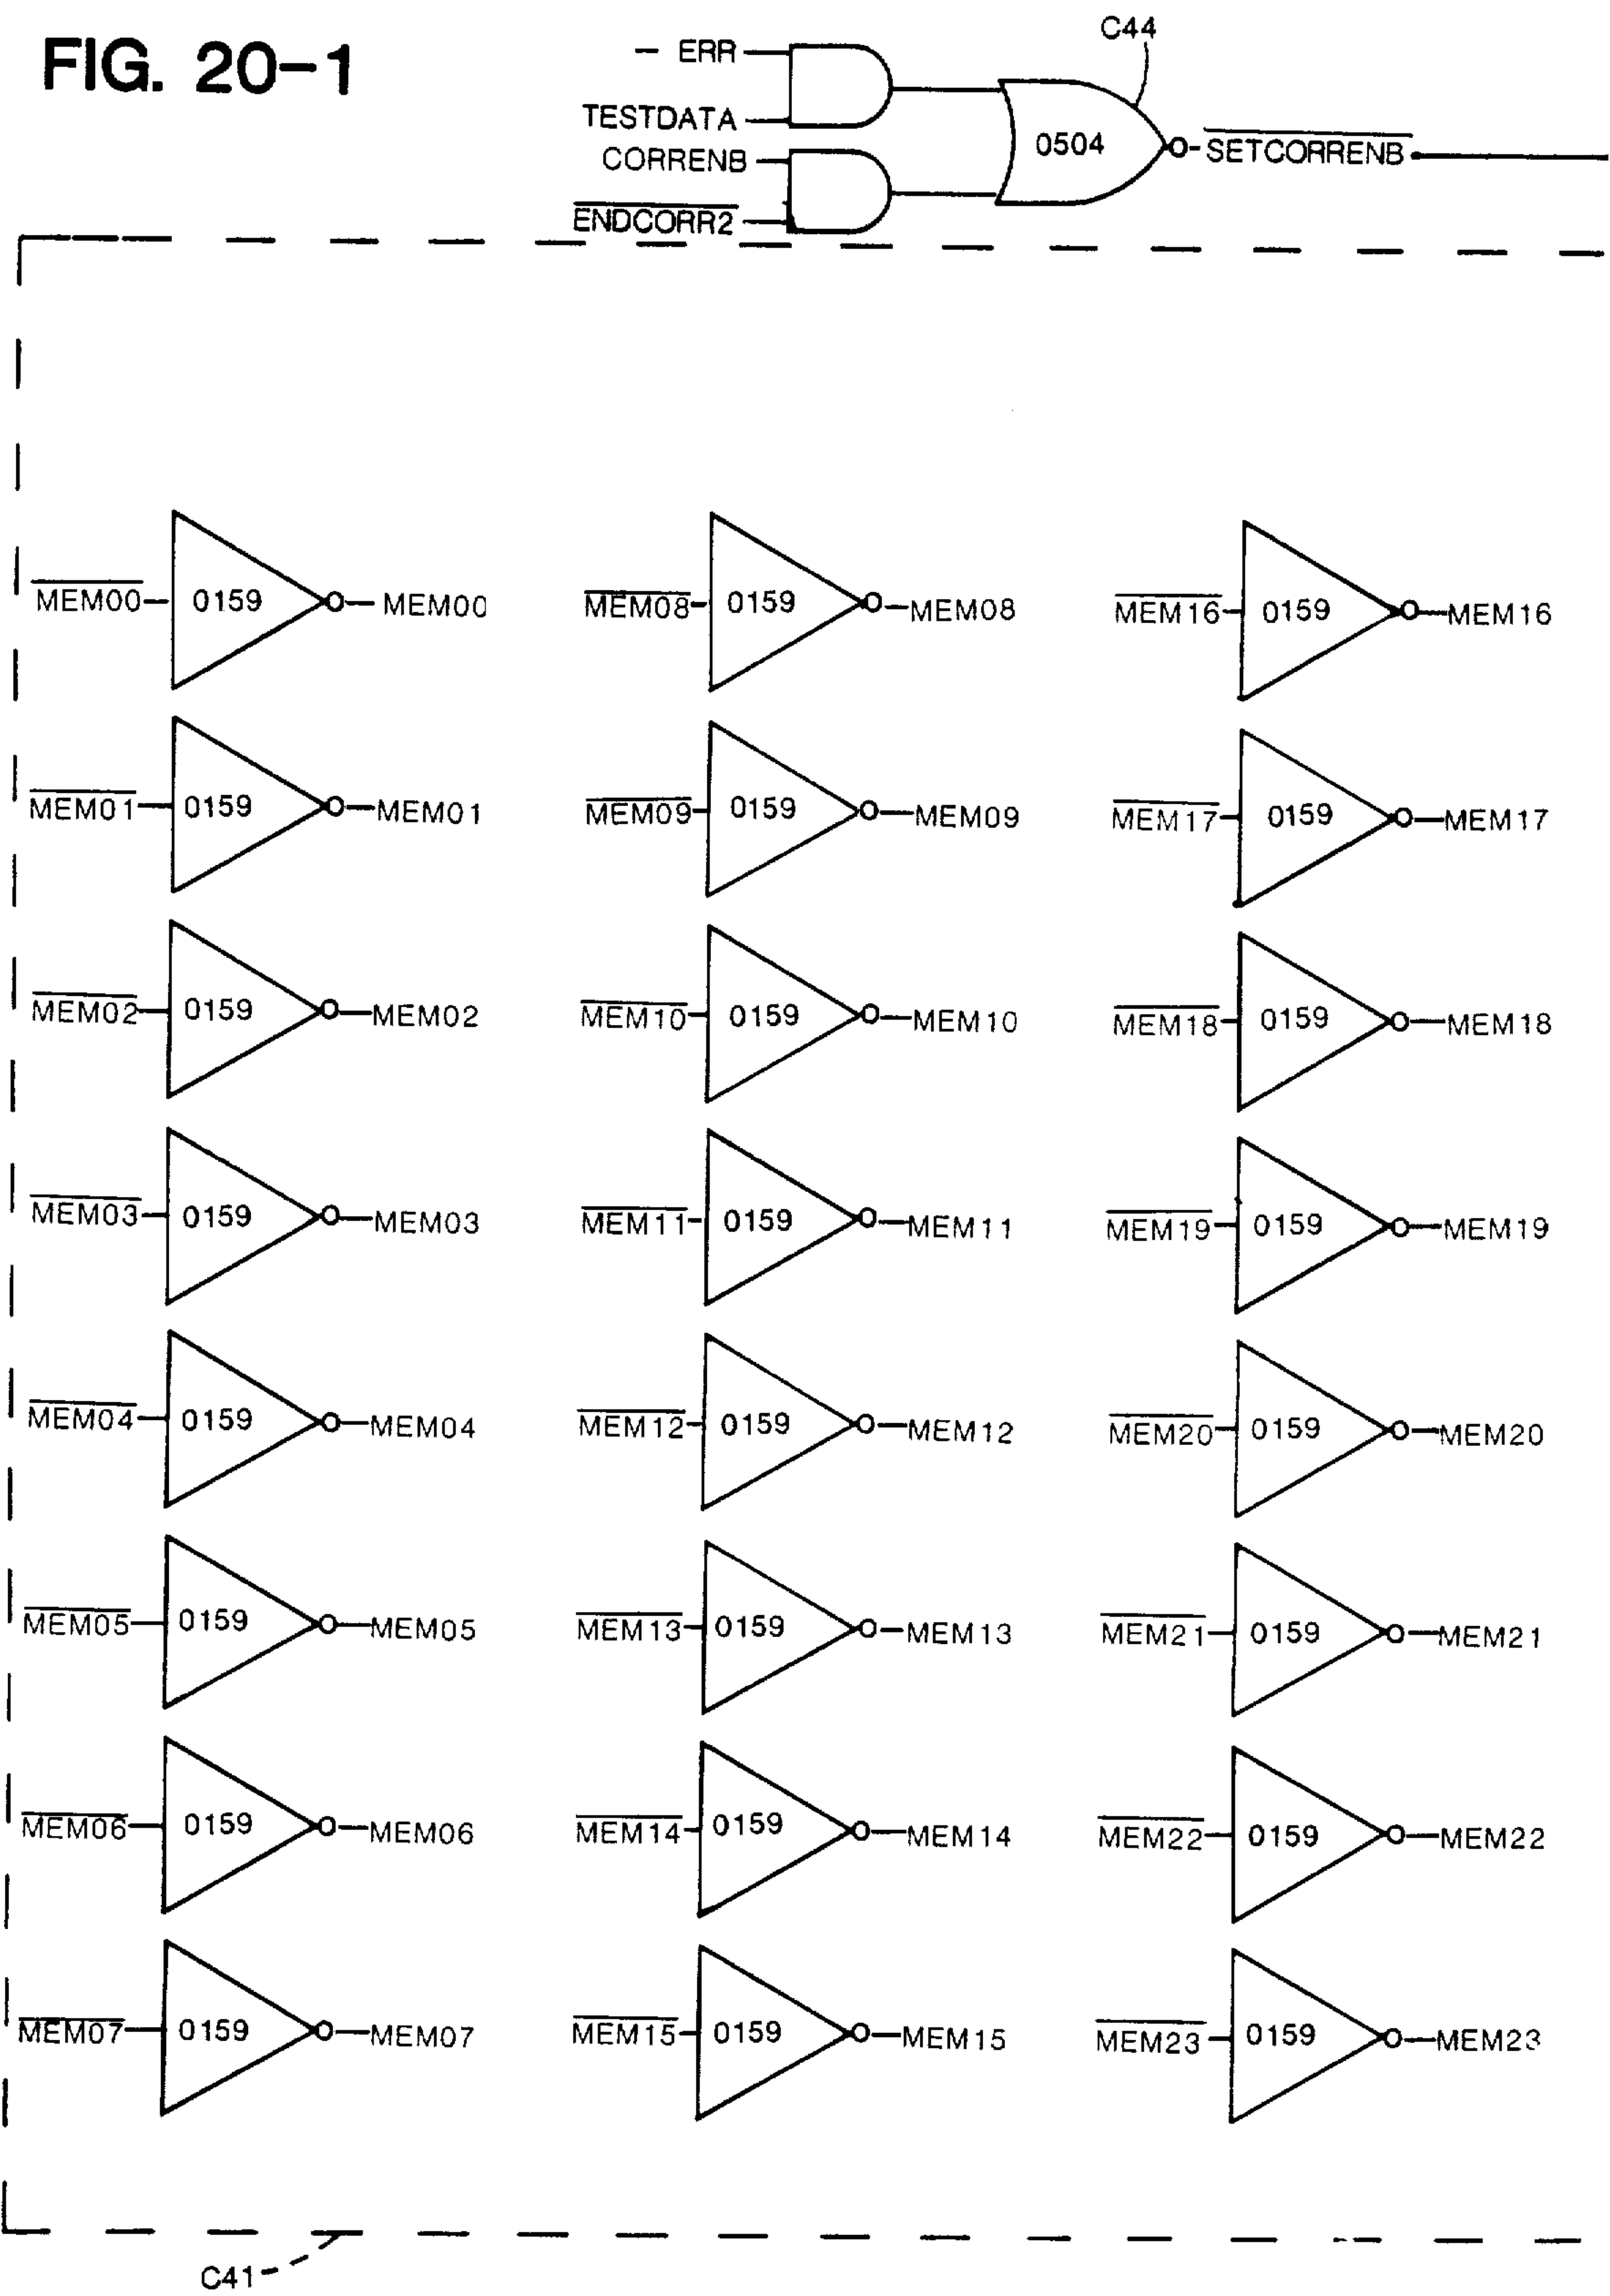 FIG. 20-1
C44
- ERR
TESTDATA
CORRENB
ENDCORR2
0504
SETCORRENB
MEM00 0159 MEM00
MEM08 0159 MEM08
MEM16 0159 MEM16
MEM01 0159 MEM01
MEM09 0159 MEM09
MEM17 0159 MEM17
MEM02 0159 MEM02
MEM10 0159 MEM10
MEM18 0159 MEM18
MEM03 0159 MEM03
MEM11 0159 MEM11
MEM19 0159 MEM19
MEM04 0159 MEM04
MEM12 0159 MEM12
MEM20 0159 MEM20
MEM05 0159 MEM05
MEM13 0159 MEM13
MEM21 0159 MEM21
MEM06 0159 MEM06
MEM14 0159 MEM14
MEM22 0159 MEM22
MEM07 0159 MEM07
MEM15 0159 MEM15
MEM23 0159 MEM23
C41